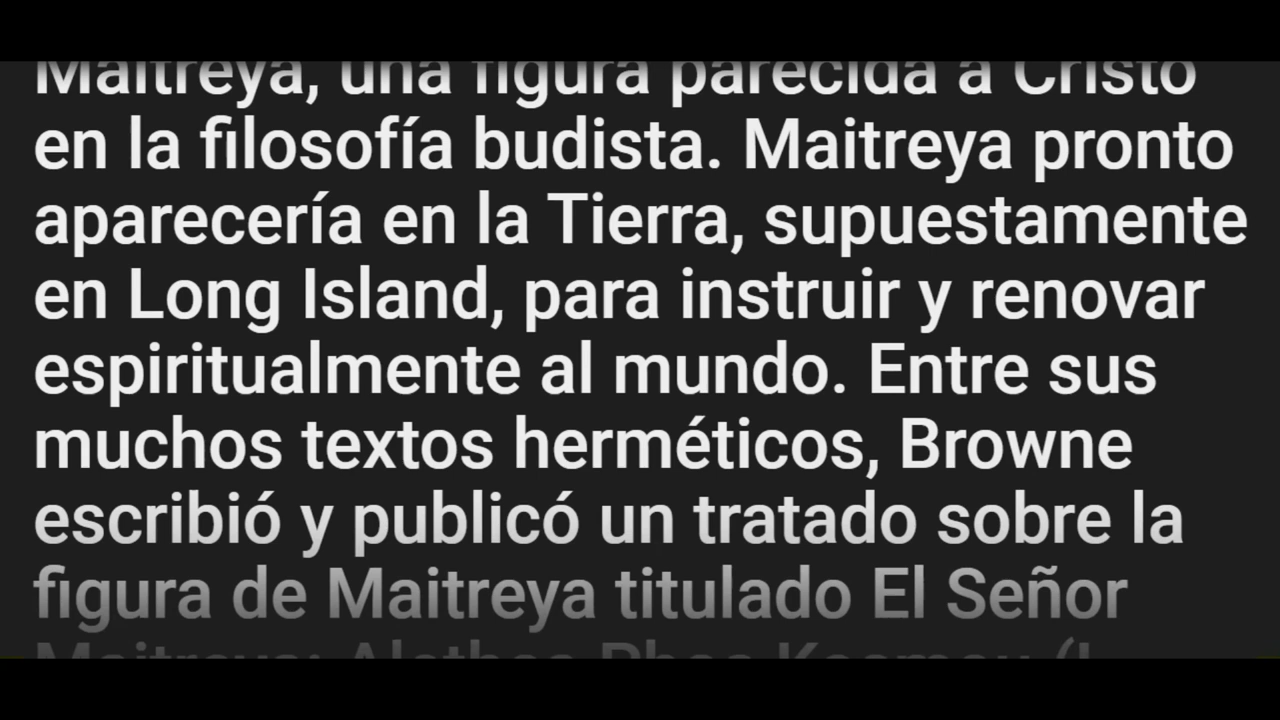 Maitreya, una figura parecida a Cristo
en la filosofía budista. Maitreya pronto
aparecería en la Tierra, supuestamente
en Long Island, para instruir y renovar
espiritualmente al mundo. Entre sus
muchos textos herméticos, Browne
escribió y publicó un tratado sobre la
figura de Maitreya titulado El Señor